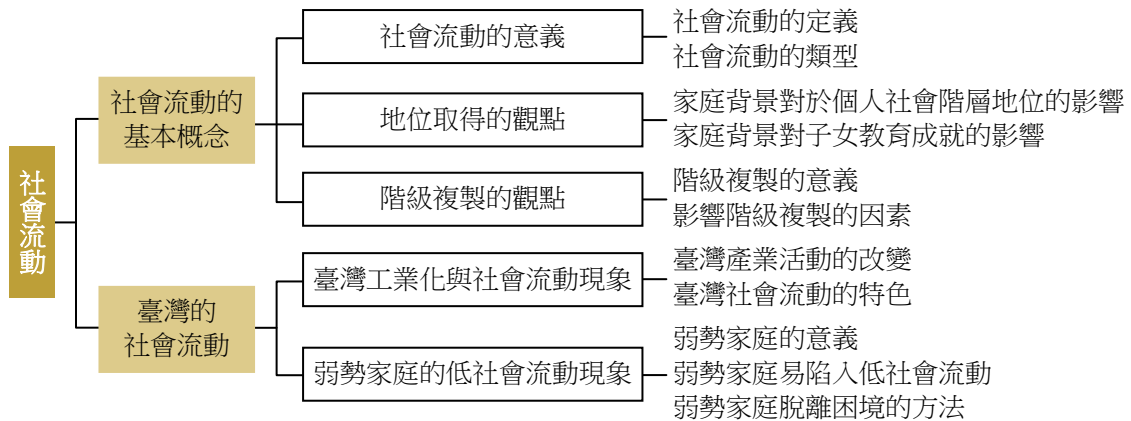 社會流動
社會流動的
基本概念
社會流動的意義
社會流動的定義
社會流動的類型
地位取得的觀點
家庭背景對於個人社會階層地位的影響
家庭背景對子女教育成就的影響
階級複製的觀點
階級複製的意義
影響階級複製的因素
臺灣的
社會流動
臺灣工業化與社會流動現象
臺灣產業活動的改變
臺灣社會流動的特色
弱勢家庭的低社會流動現象
弱勢家庭的意義
弱勢家庭易陷入低社會流動
弱勢家庭脫離困境的方法